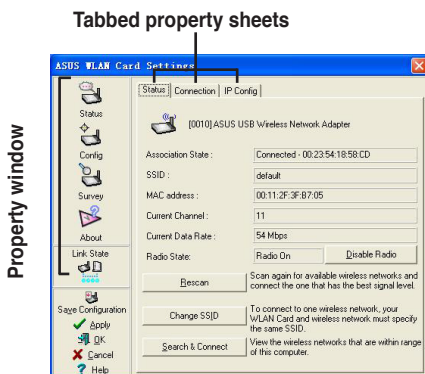 Tabbed property sheets
Property window
ASUS WLAN Card Settings
Status
Config
Survey
About
Link State
Save Configuration
Apply
OK
Cancel
Help
Status Connection IP Config
[0010] ASUS USB Wireless Network Adapter
Association State : Connected - 00:23:54:18:58:CD
SSID : default
MAC address : 00:11:2F:3F:B7:05
Current Channel : 11
Current Data Rate : 54 Mbps
Radio State: Radio On Disable Radio
Rescan Scan again for available wireless networks and
connect the one that has the best signal level.
Change SSID To connect to one wireless network, your
WLAN Card and wireless network must specify
the same SSID.
Search & Connect View the wireless networks that are within range
of this computer.